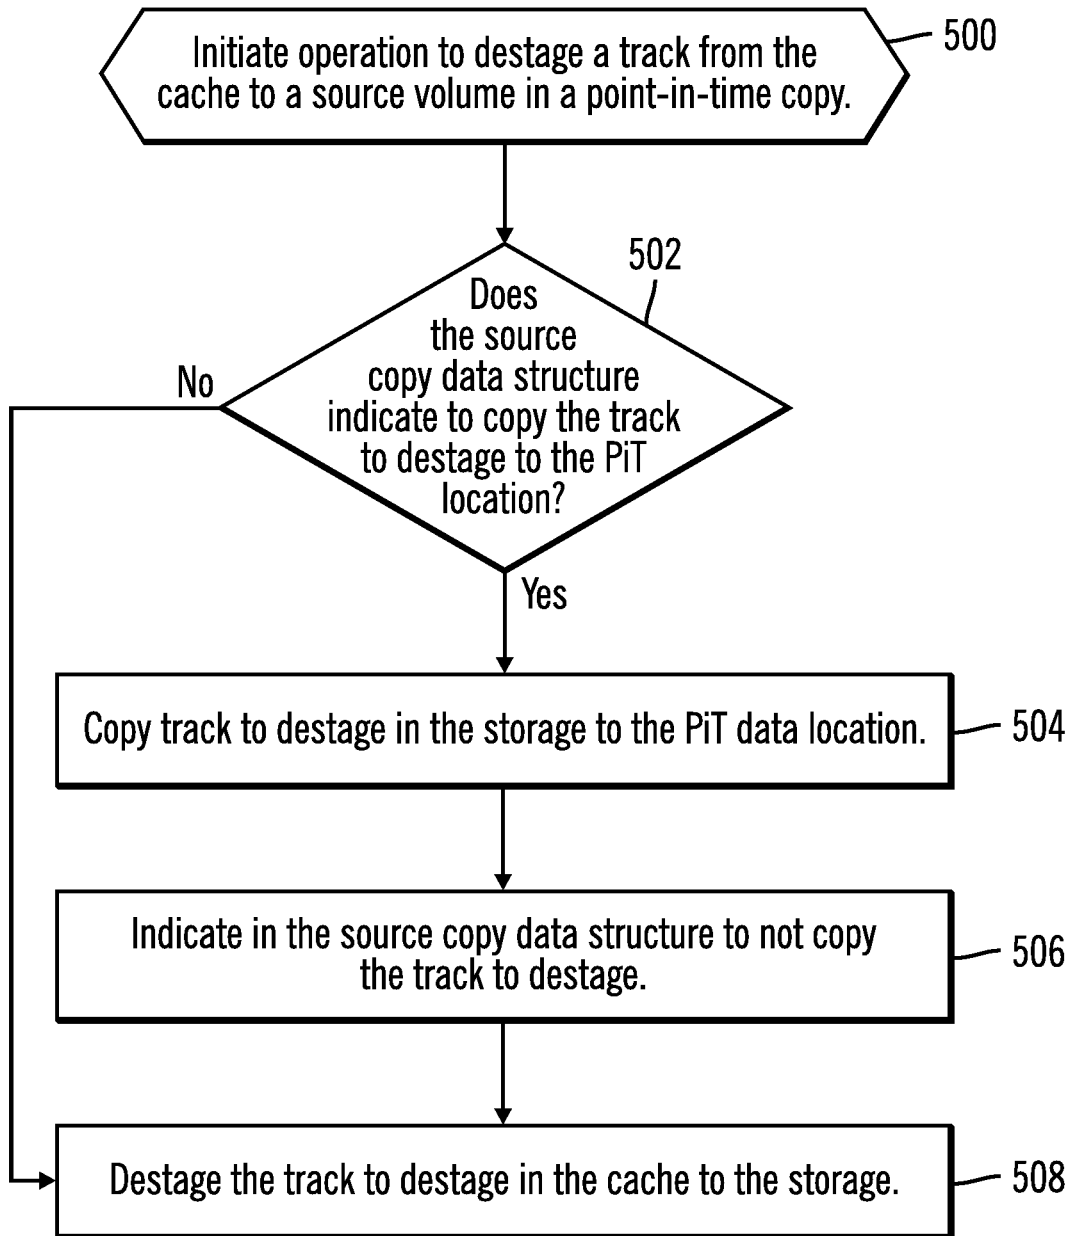 Initiate operation to destage a track from the
cache to a source volume in a point-in-time copy.
500
502
Does
the source
copy data structure
indicate to copy the track
to destage to the PiT
location?
No
Yes
Copy track to destage in the storage to the PiT data location.
504
Indicate in the source copy data structure to not copy
the track to destage.
506
Destage the track to destage in the cache to the storage.
508